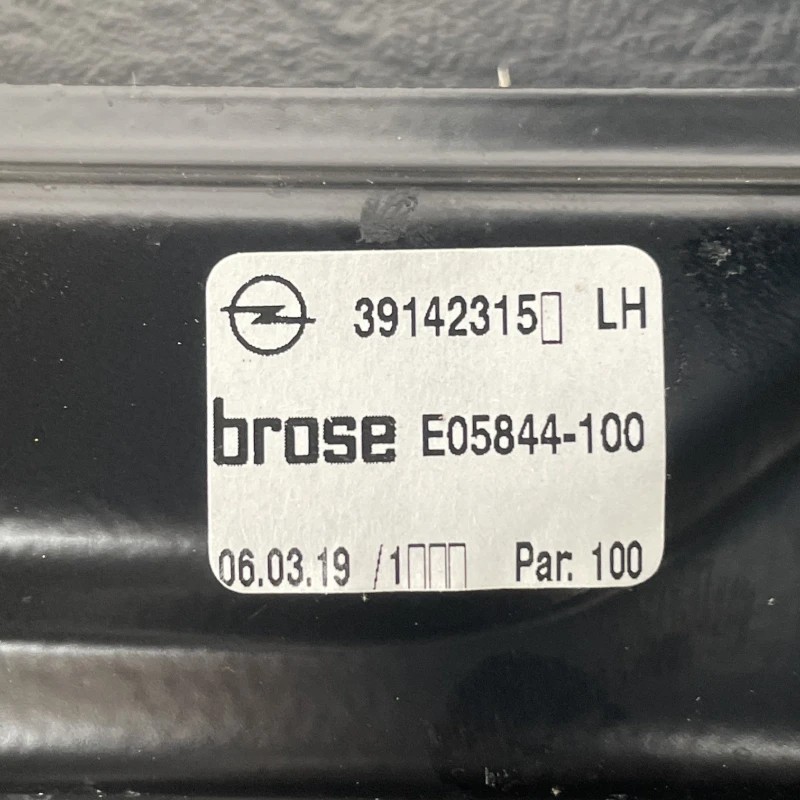 39142315▯ LH
brose E05844-100
06.03.19 /1▯▯▯ Par. 100